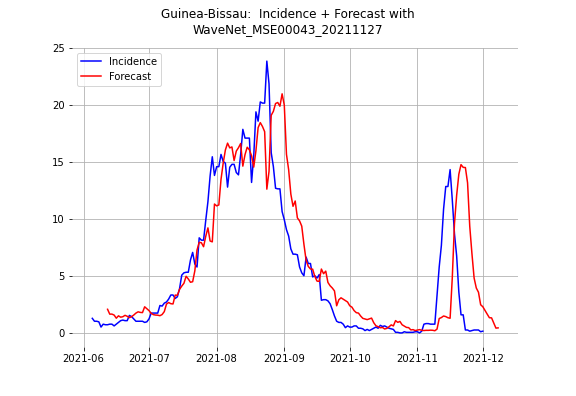 Guinea-Bissau:  Incidence + Forecast with
WaveNet_MSE00043_20211127
Incidence
Forecast
25
20
15
10
5
0
2021-06 2021-07 2021-08 2021-09 2021-10 2021-11 2021-12